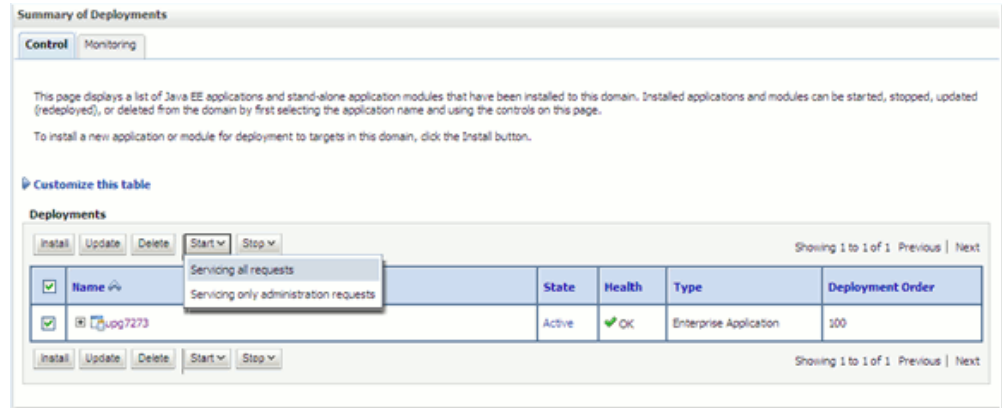 Summary of Deployments
Control Monitoring
This page displays a list of Java EE applications and stand-alone application modules that have been installed to this domain. Installed applications and modules can be started, stopped, updated
(redeployed), or deleted from the domain by first selecting the application name and using the controls on this page.
To install a new application or module for deployment to targets in this domain, click the Install button.
Customize this table
Deployments
Install Update Delete Start Stop Showing 1 to 1 of 1 Previous | Next
Servicing all requests
Servicing only administration requests
Name State Health Type Deployment Order
upg7273 Active OK Enterprise Application 100
Install Update Delete Start Stop Showing 1 to 1 of 1 Previous | Next